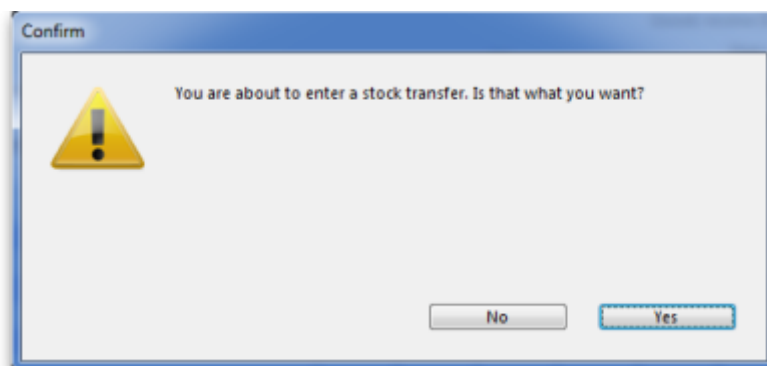 Confirm
You are about to enter a stock transfer. Is that what you want?
No
Yes